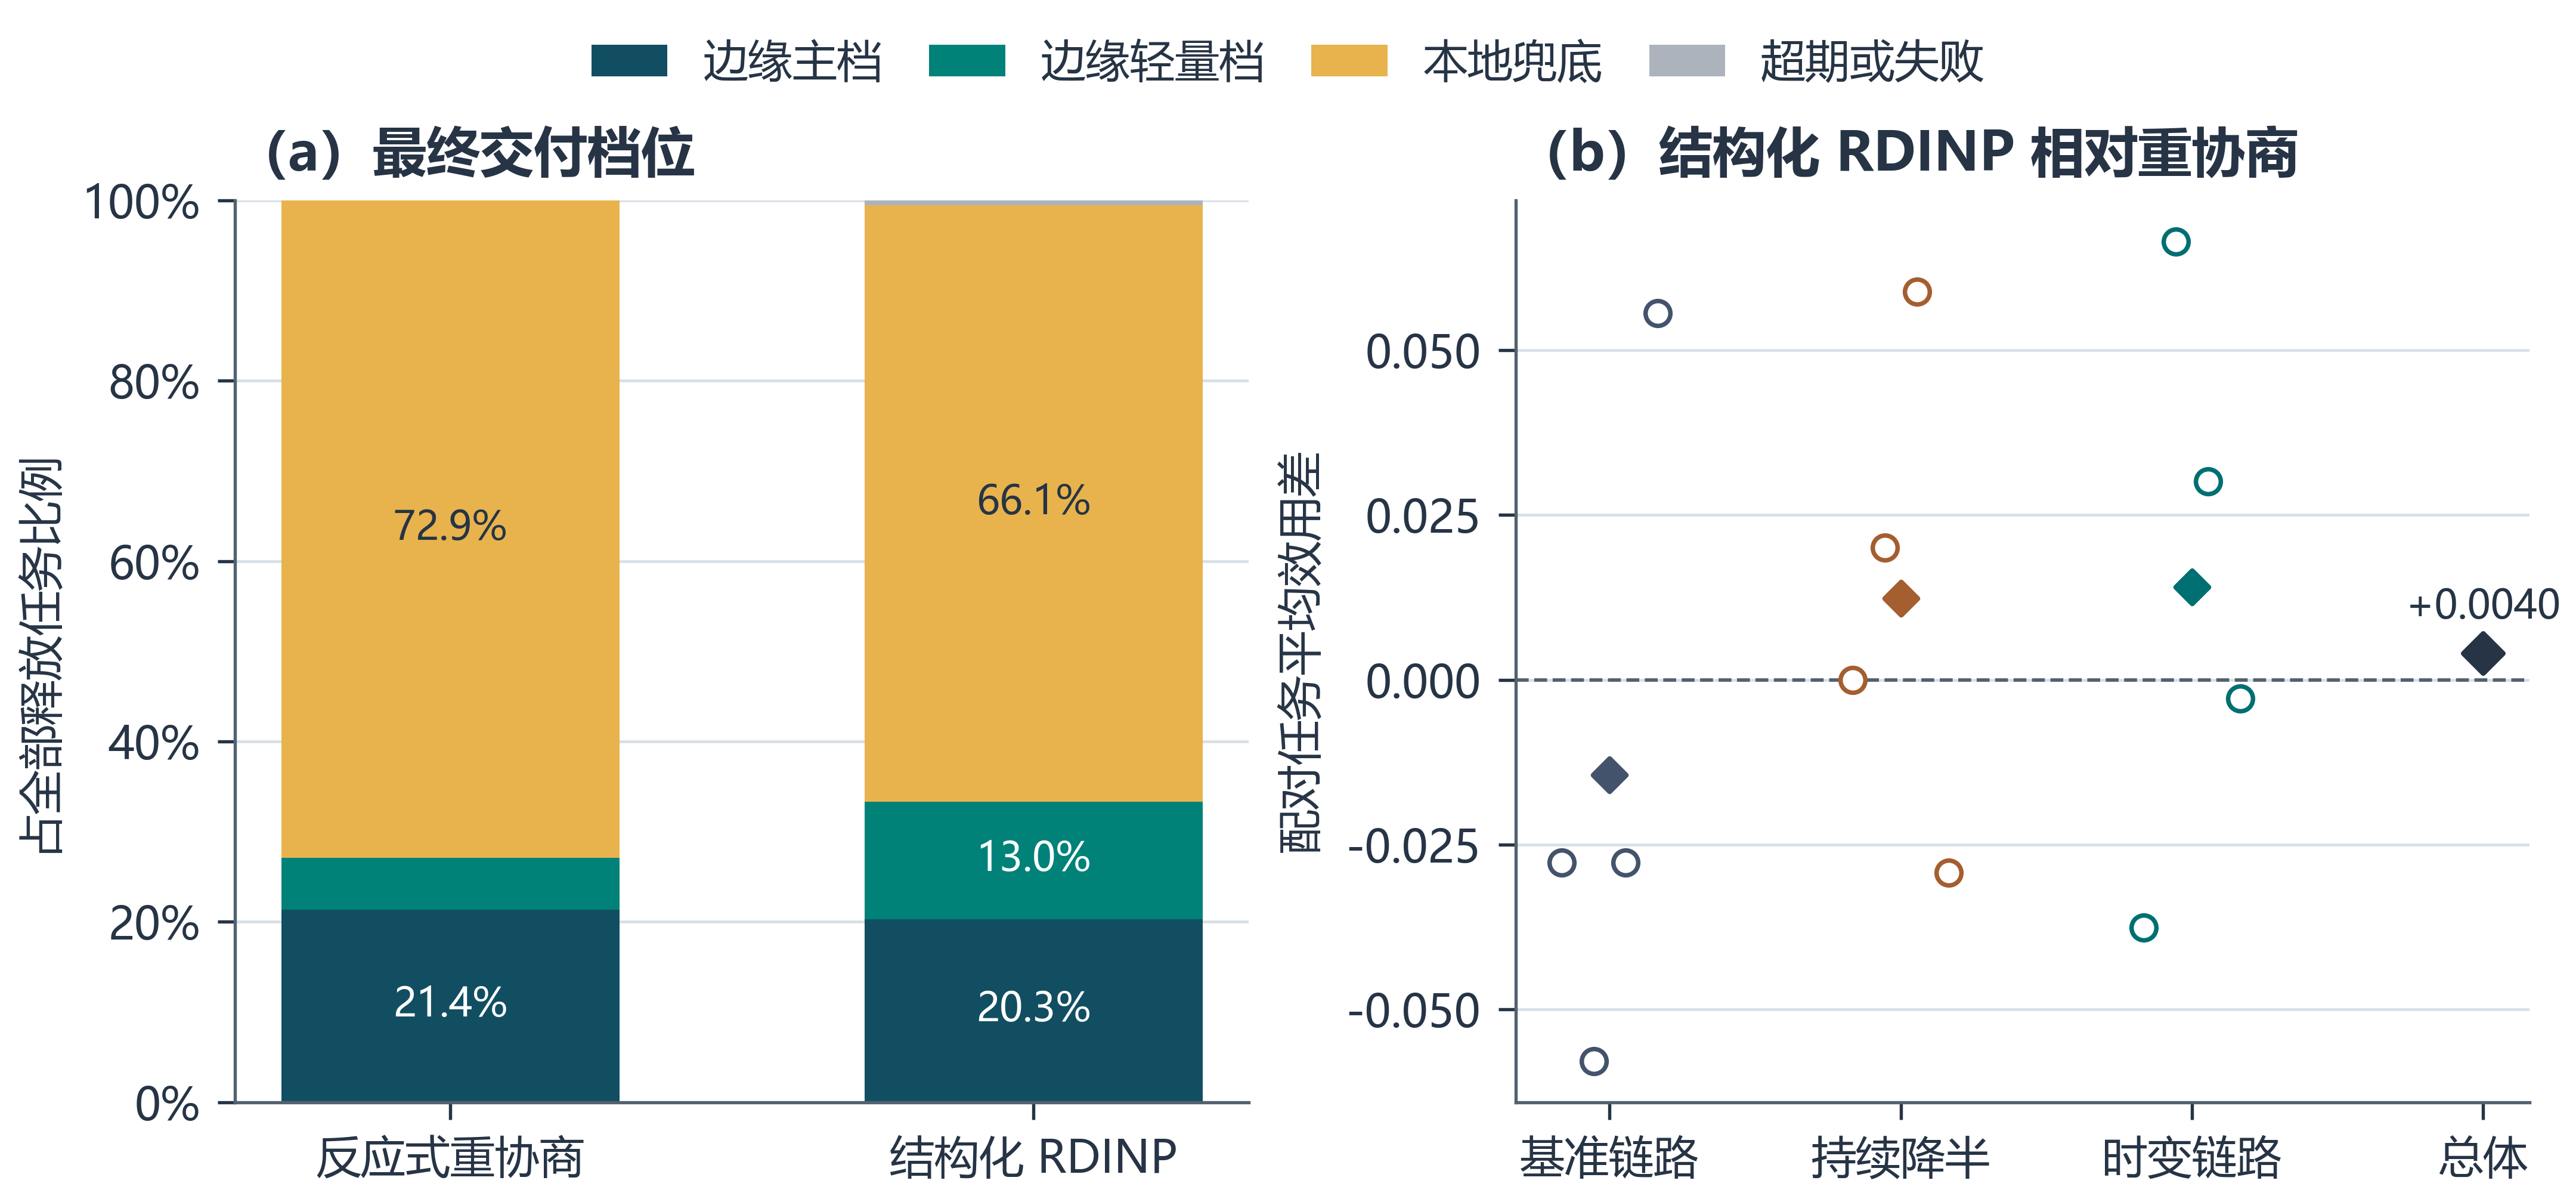 边缘主档 边缘轻量档 本地兜底 超期或失败
（a）最终交付档位
占全部释放任务比例
100%
80%
60%
40%
20%
0%
72.9%
21.4%
66.1%
13.0%
20.3%
反应式重协商 结构化 RDINP
（b）结构化 RDINP 相对重协商
配对任务平均效用差
0.050
0.025
0.000
-0.025
-0.050
+0.0040
基准链路 持续降半 时变链路 总体